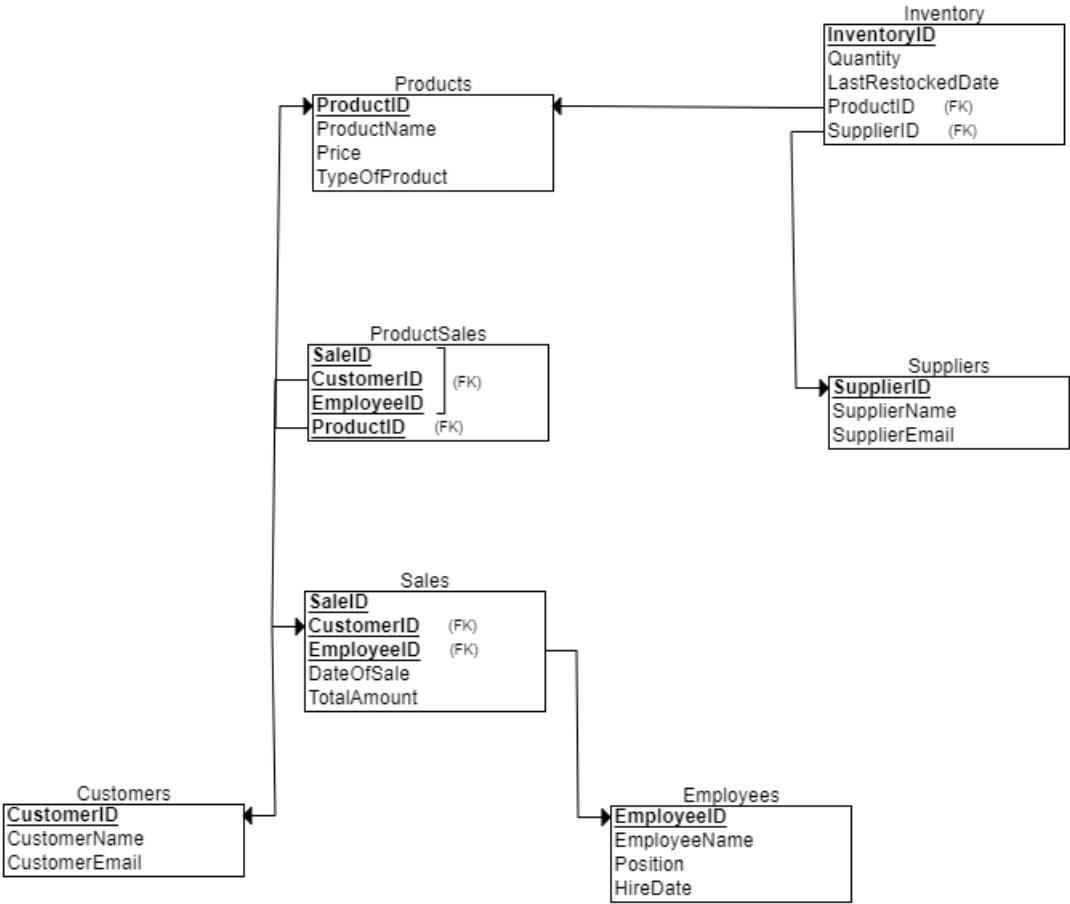 Inventory
InventoryID
Quantity
LastRestockedDate
ProductID (FK)
SupplierID (FK)
Products
ProductID
ProductName
Price
TypeOfProduct
ProductSales
SaleID
CustomerID (FK)
EmployeeID
ProductID (FK)
Suppliers
SupplierID
SupplierName
SupplierEmail
Sales
SaleID
CustomerID (FK)
EmployeeID (FK)
DateOfSale
TotalAmount
Customers
CustomerID
CustomerName
CustomerEmail
Employees
EmployeeID
EmployeeName
Position
HireDate